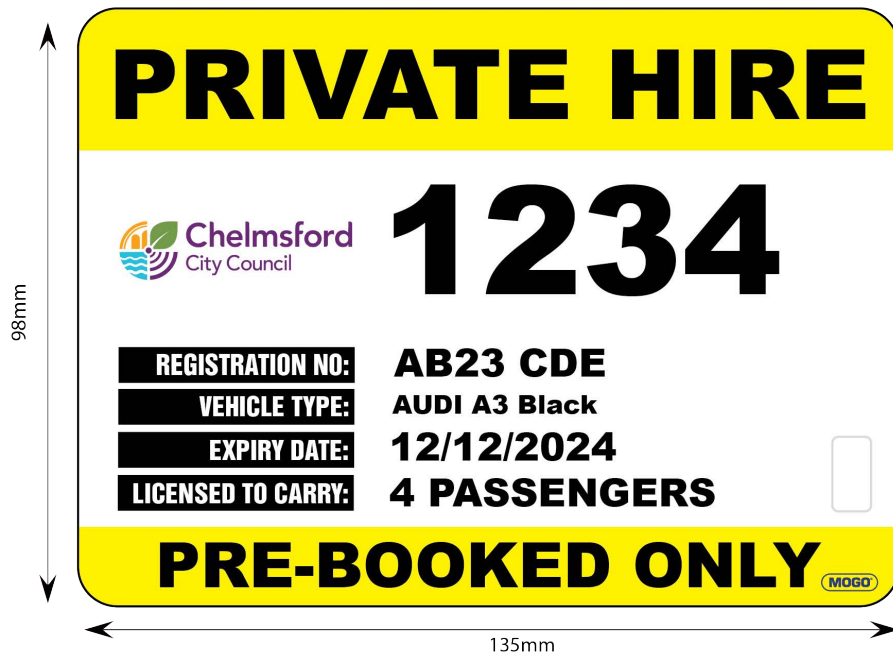 PRIVATE HIRE
1234
Chelmsford
City Council
98mm
REGISTRATION NO: AB23 CDE
VEHICLE TYPE: AUDI A3 Black
EXPIRY DATE: 12/12/2024
LICENSED TO CARRY: 4 PASSENGERS
PRE-BOOKED ONLY
MOGO
135mm